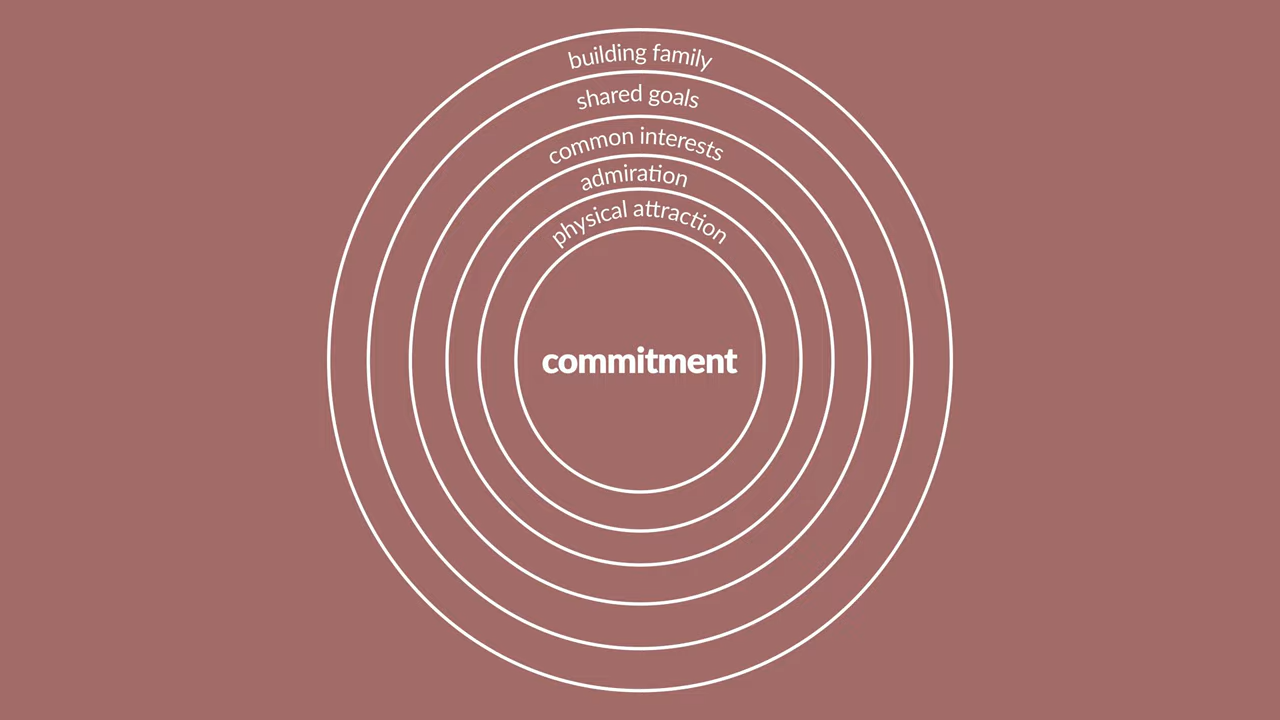 building family
shared goals
common interests
admiration
physical attraction
commitment